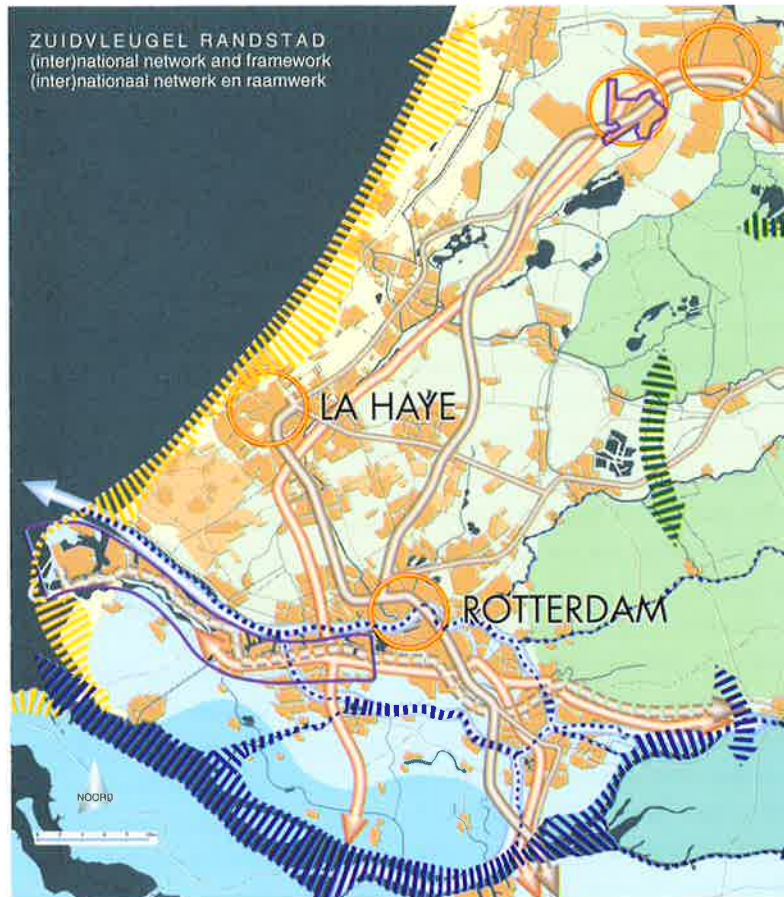 ZUIDVLEUGEL RANDSTAD
(inter)national network and framework
(inter)nationaal netwerk en raamwerk
LA HAYE
ROTTERDAM
NOORD